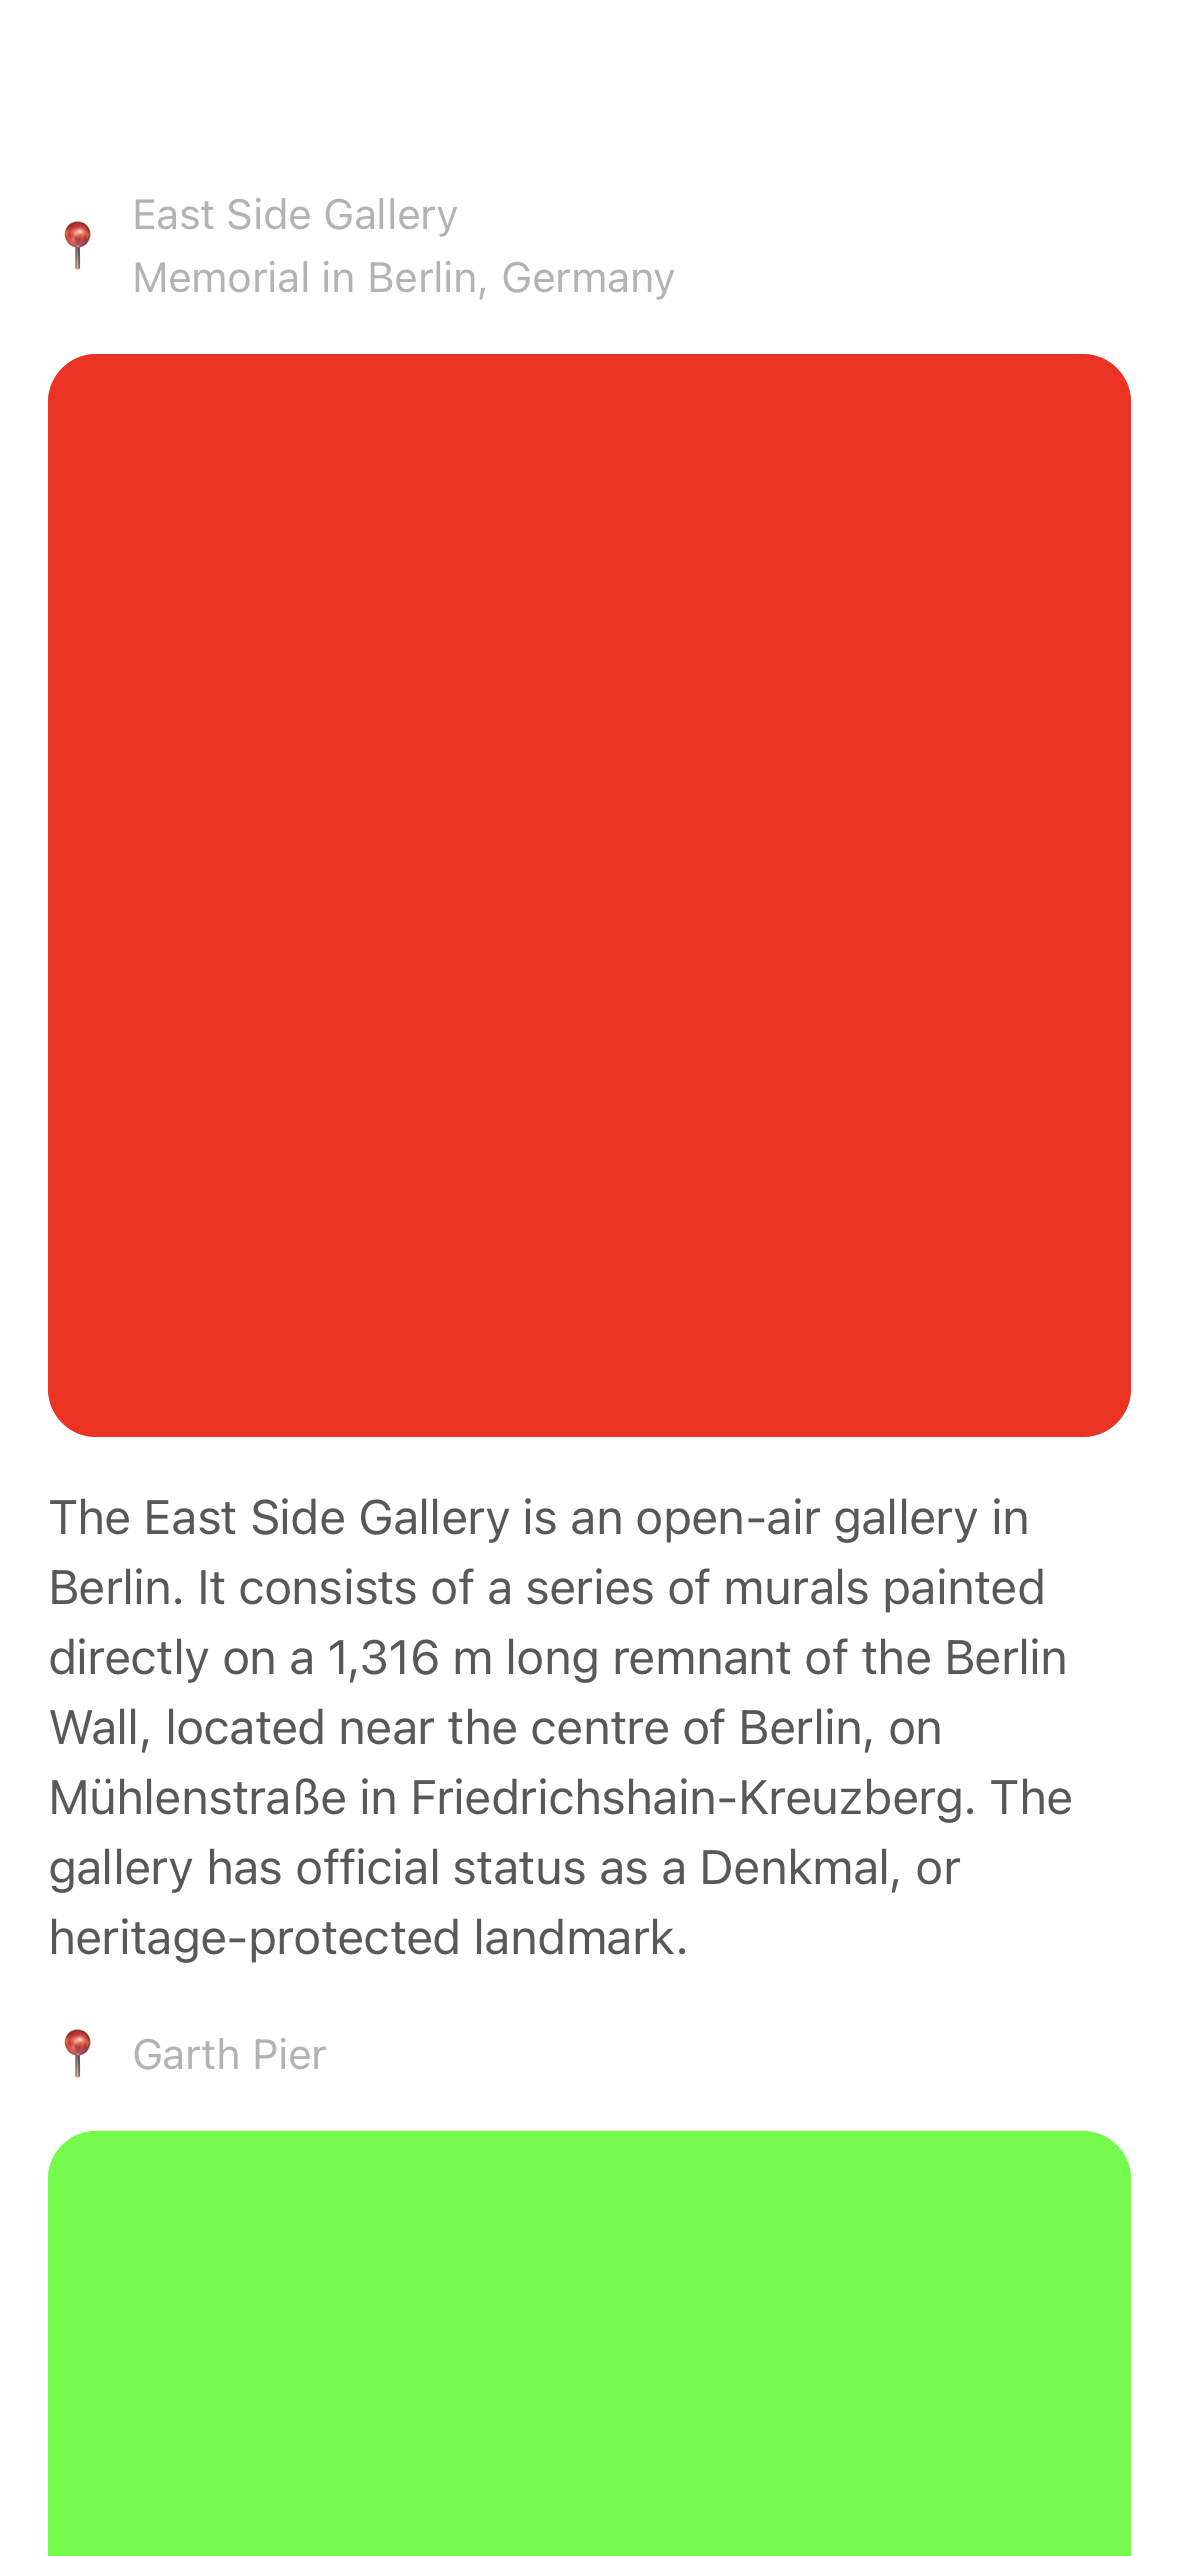 East Side Gallery
Memorial in Berlin, Germany
The East Side Gallery is an open-air gallery in
Berlin. It consists of a series of murals painted
directly on a 1,316 m long remnant of the Berlin
Wall, located near the centre of Berlin, on
Mühlenstraße in Friedrichshain-Kreuzberg. The
gallery has official status as a Denkmal, or
heritage-protected landmark.
Garth Pier